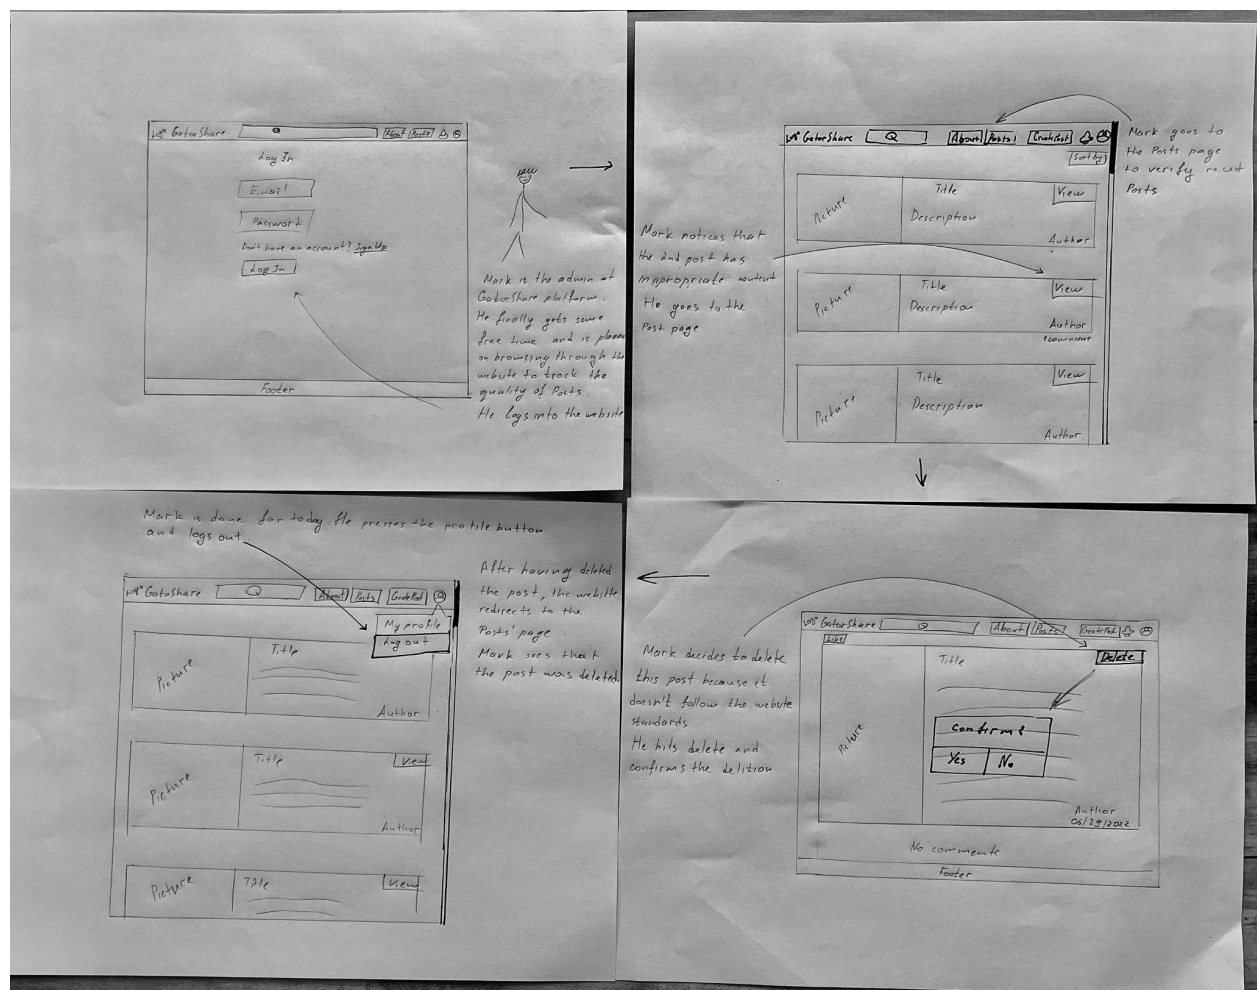 GatorShare
About
Posts
Log In
Email
Password
Dont have an account? Sign Up
Log In
Footer
Mark is the admin at
GatorShare platform.
He finally gets some
free time and is
on browsing through the
website to track the
quality of Posts.
He logs into the website
GatorShare
About
Posts
CreatePost
Sort by
Picture
Title
Description
View
Author
Picture
Title
Description
View
Author
1 comment
Picture
Title
Description
View
Author
Mark goes to
the Posts page
to verify recent
Posts
Mark notices that
the 2nd post has
inapropriate content
He goes to the
Post page
GatorShare
About
Posts
CreatePost
Like
Picture
Title
Delete
Confirm?
Yes
No
Author
06/29/2022
No comments
Footer
Mark decides to delete
this post because it
doesn't follow the website
standards
He hits delete and
confirms the delition
Mark is done for today. He presses the profile button
and logs out
GatorShare
About
Posts
CreatePost
My profile
Log out
Picture
Title
Author
Picture
Title
View
Author
Picture
Title
View
After having deleted
the post, the website
redirects to the
Posts' page
Mark sees that
the post was deleted.